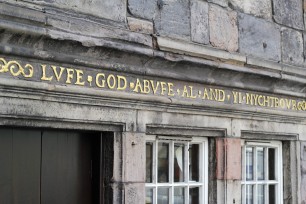 LVFE · GOD · ABVFE · AL · AND · YI · NYCHTBOVR